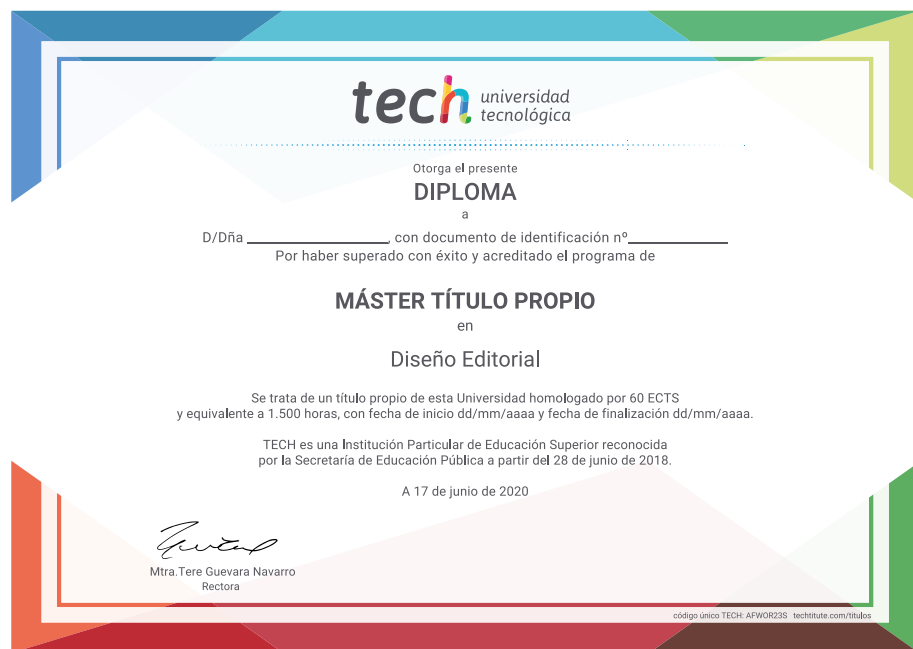 tech universidad
tecnológica
Otorga el presente
DIPLOMA
a
D/Dña ____________________, con documento de identificación nº______________
Por haber superado con éxito y acreditado el programa de
MÁSTER TÍTULO PROPIO
en
Diseño Editorial
Se trata de un título propio de esta Universidad homologado por 60 ECTS
y equivalente a 1.500 horas, con fecha de inicio dd/mm/aaaa y fecha de finalización dd/mm/aaaa.
TECH es una Institución Particular de Educación Superior reconocida
por la Secretaría de Educación Pública a partir del 28 de junio de 2018.
A 17 de junio de 2020
Mtra.Tere Guevara Navarro
Rectora
código único TECH: AFWOR23S techtitute.com/titulos